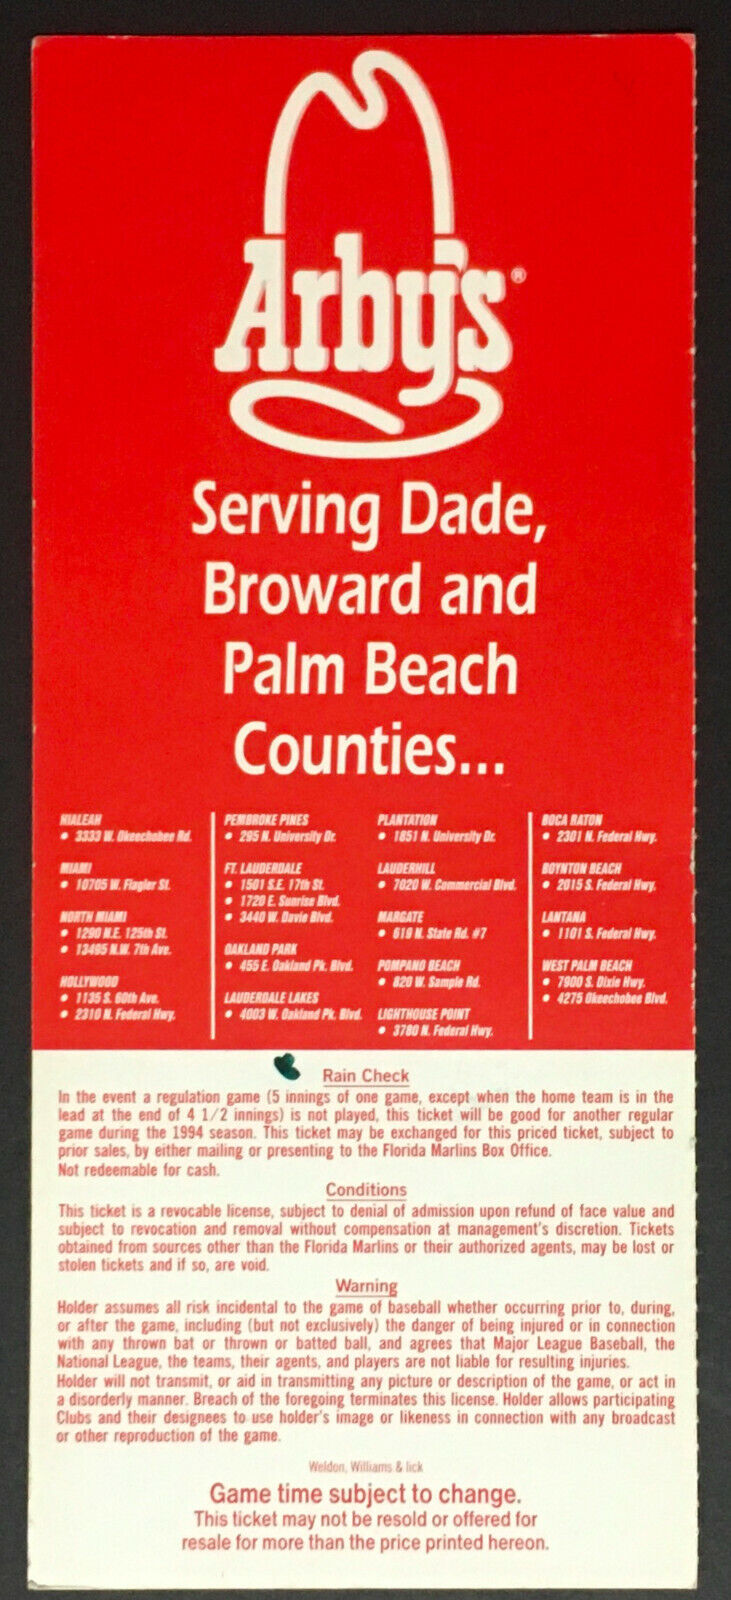 Arby's®
Serving Dade,
Broward and
Palm Beach
Counties...
HIALEAH
• 3333 W. Okeechobee Rd.
MIAMI
• 10705 W. Flagler St.
NORTH MIAMI
• 1290 N.E. 125th St.
• 13495 N.W. 7th Ave.
HOLLYWOOD
• 1135 S. 60th Ave.
• 2310 N. Federal Hwy.
PEMBROKE PINES
• 295 N. University Dr.
FT. LAUDERDALE
• 1501 S.E. 17th St.
• 1720 E. Sunrise Blvd.
• 3440 W. Davie Blvd.
OAKLAND PARK
• 455 E. Oakland Pk. Blvd.
LAUDERDALE LAKES
• 4003 W. Oakland Pk. Blvd.
PLANTATION
• 1851 N. University Dr.
LAUDERHILL
• 7020 W. Commercial Blvd.
MARGATE
• 619 N. State Rd. #7
POMPANO BEACH
• 820 W. Sample Rd.
LIGHTHOUSE POINT
• 3780 N. Federal Hwy.
BOCA RATON
• 2301 N. Federal Hwy.
BOYNTON BEACH
• 2015 S. Federal Hwy.
LANTANA
• 1101 S. Federal Hwy.
WEST PALM BEACH
• 7900 S. Dixie Hwy.
• 4275 Okeechobee Blvd.
Rain Check
In the event a regulation game (5 innings of one game, except when the home team is in the
lead at the end of 4 1/2 innings) is not played, this ticket will be good for another regular
game during the 1994 season. This ticket may be exchanged for this priced ticket, subject to
prior sales, by either mailing or presenting to the Florida Marlins Box Office.
Not redeemable for cash.
Conditions
This ticket is a revocable license, subject to denial of admission upon refund of face value and
subject to revocation and removal without compensation at management's discretion. Tickets
obtained from sources other than the Florida Marlins or their authorized agents, may be lost or
stolen tickets and if so, are void.
Warning
Holder assumes all risk incidental to the game of baseball whether occurring prior to, during,
or after the game, including (but not exclusively) the danger of being injured or in connection
with any thrown bat or thrown or batted ball, and agrees that Major League Baseball, the
National League, the teams, their agents, and players are not liable for resulting injuries.
Holder will not transmit, or aid in transmitting any picture or description of the game, or act in
a disorderly manner. Breach of the foregoing terminates this license. Holder allows participating
Clubs and their designees to use holder's image or likeness in connection with any broadcast
or other reproduction of the game.
Weldon, Williams & lick
Game time subject to change.
This ticket may not be resold or offered for
resale for more than the price printed hereon.